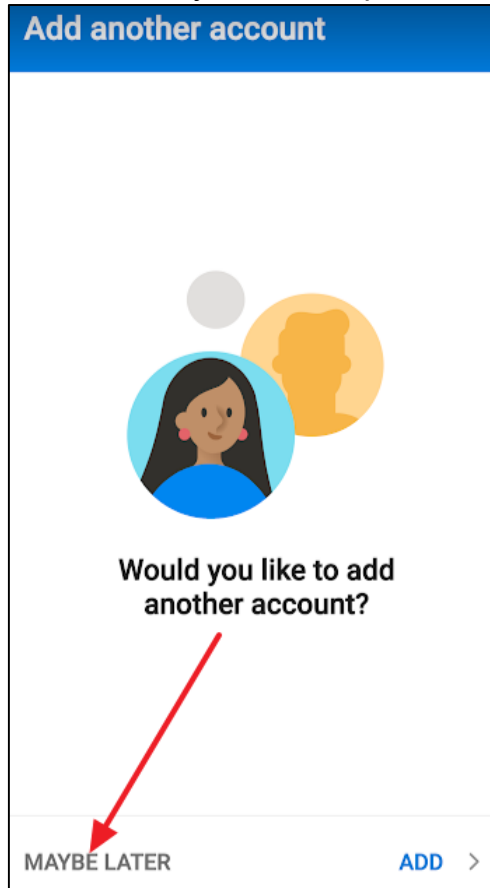 Add another account
Would you like to add
another account?
MAYBE LATER
ADD >